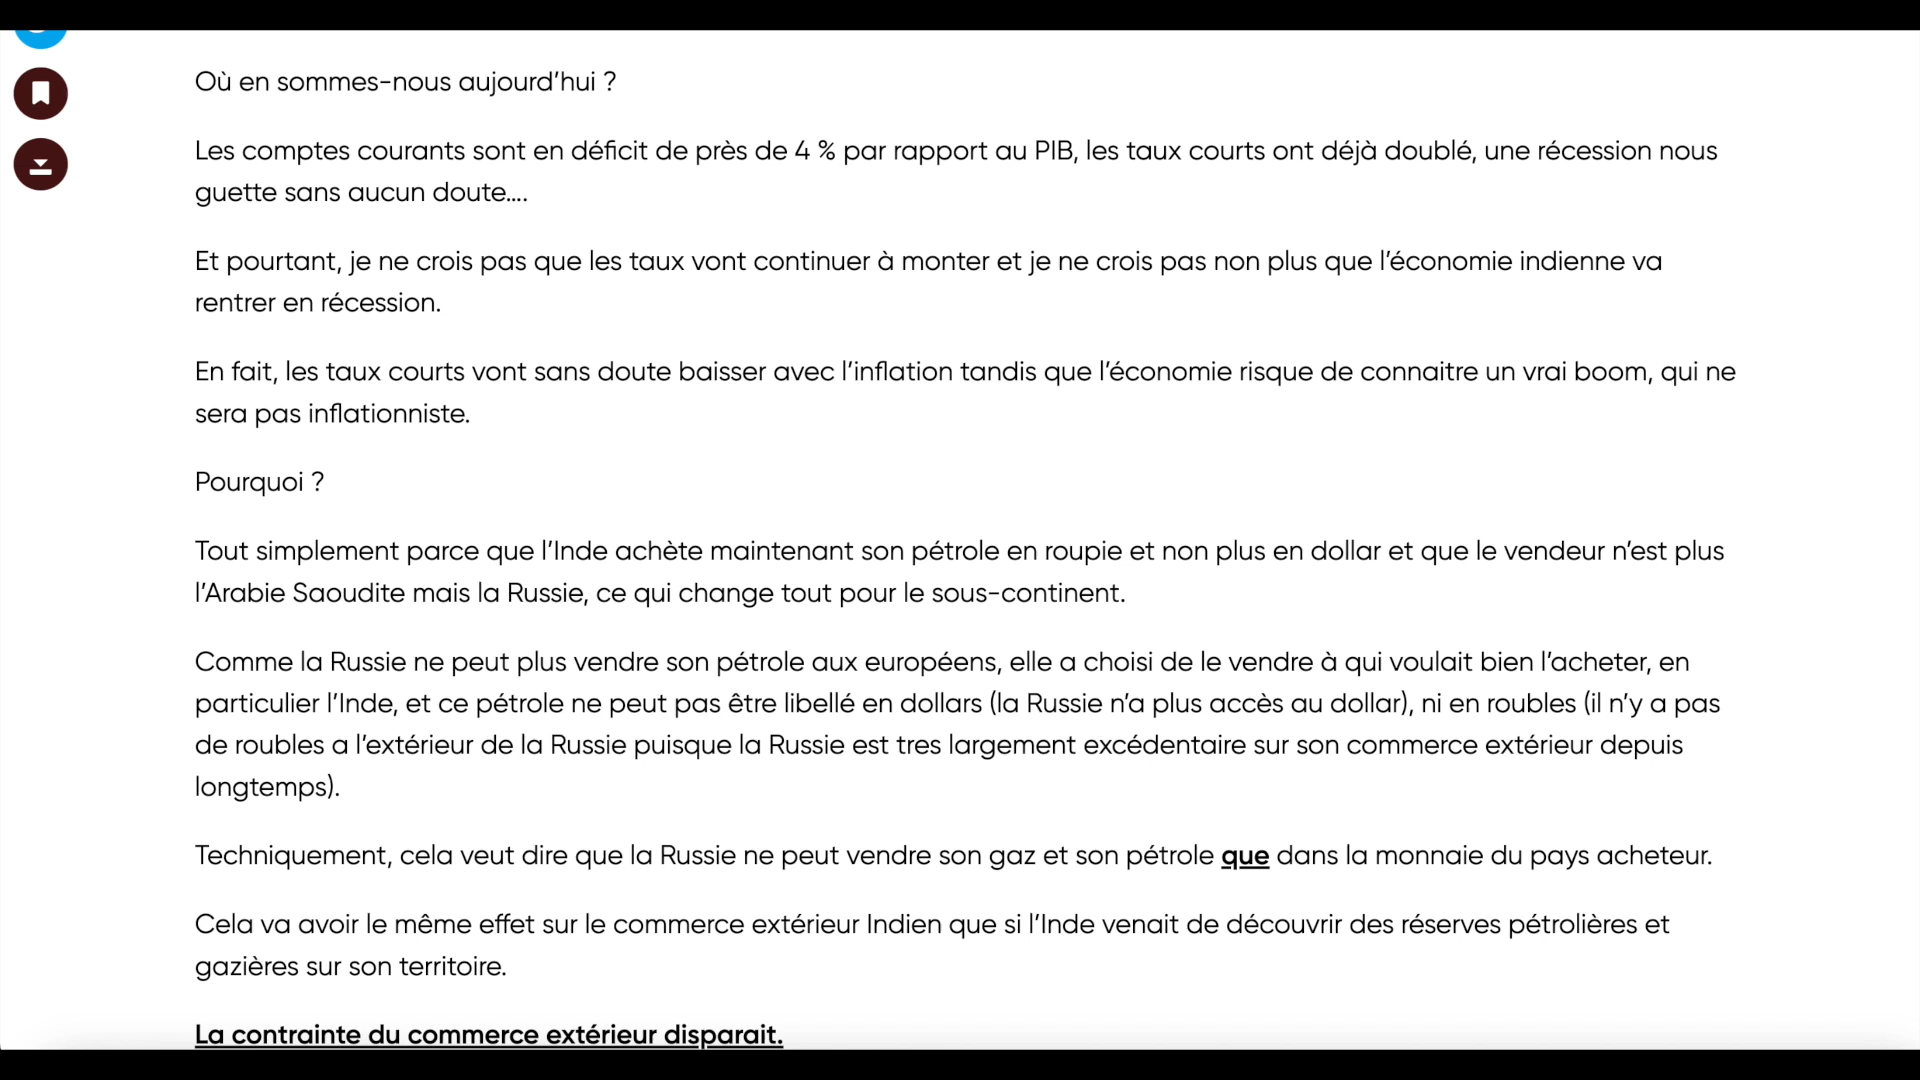 Où en sommes-nous aujourd’hui ?
Les comptes courants sont en déficit de près de 4 % par rapport au PIB, les taux courts ont déjà doublé, une récession nous
guette sans aucun doute….
Et pourtant, je ne crois pas que les taux vont continuer à monter et je ne crois pas non plus que l’économie indienne va
rentrer en récession.
En fait, les taux courts vont sans doute baisser avec l’inflation tandis que l’économie risque de connaitre un vrai boom, qui ne
sera pas inflationniste.
Pourquoi ?
Tout simplement parce que l’Inde achète maintenant son pétrole en roupie et non plus en dollar et que le vendeur n’est plus
l’Arabie Saoudite mais la Russie, ce qui change tout pour le sous-continent.
Comme la Russie ne peut plus vendre son pétrole aux européens, elle a choisi de le vendre à qui voulait bien l’acheter, en
particulier l’Inde, et ce pétrole ne peut pas être libellé en dollars (la Russie n’a plus accès au dollar), ni en roubles (il n’y a pas
de roubles a l’extérieur de la Russie puisque la Russie est tres largement excédentaire sur son commerce extérieur depuis
longtemps).
Techniquement, cela veut dire que la Russie ne peut vendre son gaz et son pétrole que dans la monnaie du pays acheteur.
Cela va avoir le même effet sur le commerce extérieur Indien que si l’Inde venait de découvrir des réserves pétrolières et
gazières sur son territoire.
La contrainte du commerce extérieur disparait.